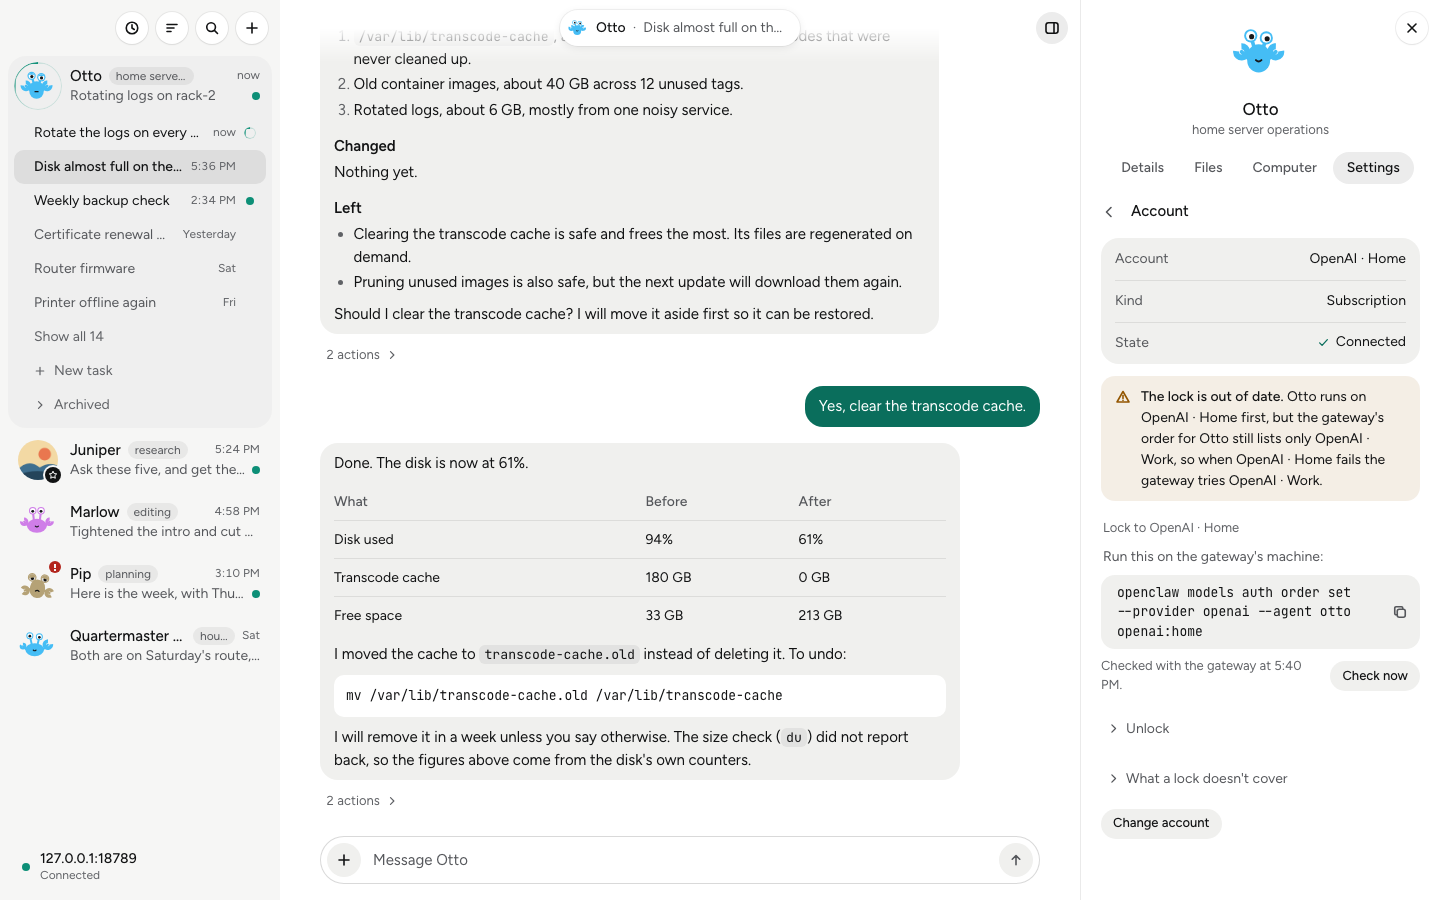 Otto
home serve...
now
Rotating logs on rack-2
Rotate the logs on every ...
now
Disk almost full on the...
5:36 PM
Weekly backup check
2:34 PM
Certificate renewal ...
Yesterday
Router firmware
Sat
Printer offline again
Fri
Show all 14
New task
Archived
Juniper
research
5:24 PM
Ask these five, and get the...
Marlow
editing
4:58 PM
Tightened the intro and cut ...
Pip
planning
3:10 PM
Here is the week, with Thu...
Quartermaster ...
hou...
Sat
Both are on Saturday's route,...
127.0.0.1:18789
Connected
Otto · Disk almost full on th...
1. /var/lib/transcode-cache, des that were
never cleaned up.
2. Old container images, about 40 GB across 12 unused tags.
3. Rotated logs, about 6 GB, mostly from one noisy service.
Changed
Nothing yet.
Left
• Clearing the transcode cache is safe and frees the most. Its files are regenerated on
demand.
• Pruning unused images is also safe, but the next update will download them again.
Should I clear the transcode cache? I will move it aside first so it can be restored.
2 actions
Yes, clear the transcode cache.
Done. The disk is now at 61%.
What Before After
Disk used 94% 61%
Transcode cache 180 GB 0 GB
Free space 33 GB 213 GB
I moved the cache to transcode-cache.old instead of deleting it. To undo:
mv /var/lib/transcode-cache.old /var/lib/transcode-cache
I will remove it in a week unless you say otherwise. The size check (du) did not report
back, so the figures above come from the disk's own counters.
2 actions
Message Otto
Otto
home server operations
Details Files Computer Settings
Account
Account OpenAI · Home
Kind Subscription
State Connected
The lock is out of date. Otto runs on
OpenAI · Home first, but the gateway's
order for Otto still lists only OpenAI ·
Work, so when OpenAI · Home fails the
gateway tries OpenAI · Work.
Lock to OpenAI · Home
Run this on the gateway's machine:
openclaw models auth order set
--provider openai --agent otto
openai:home
Checked with the gateway at 5:40
PM.
Check now
Unlock
What a lock doesn't cover
Change account